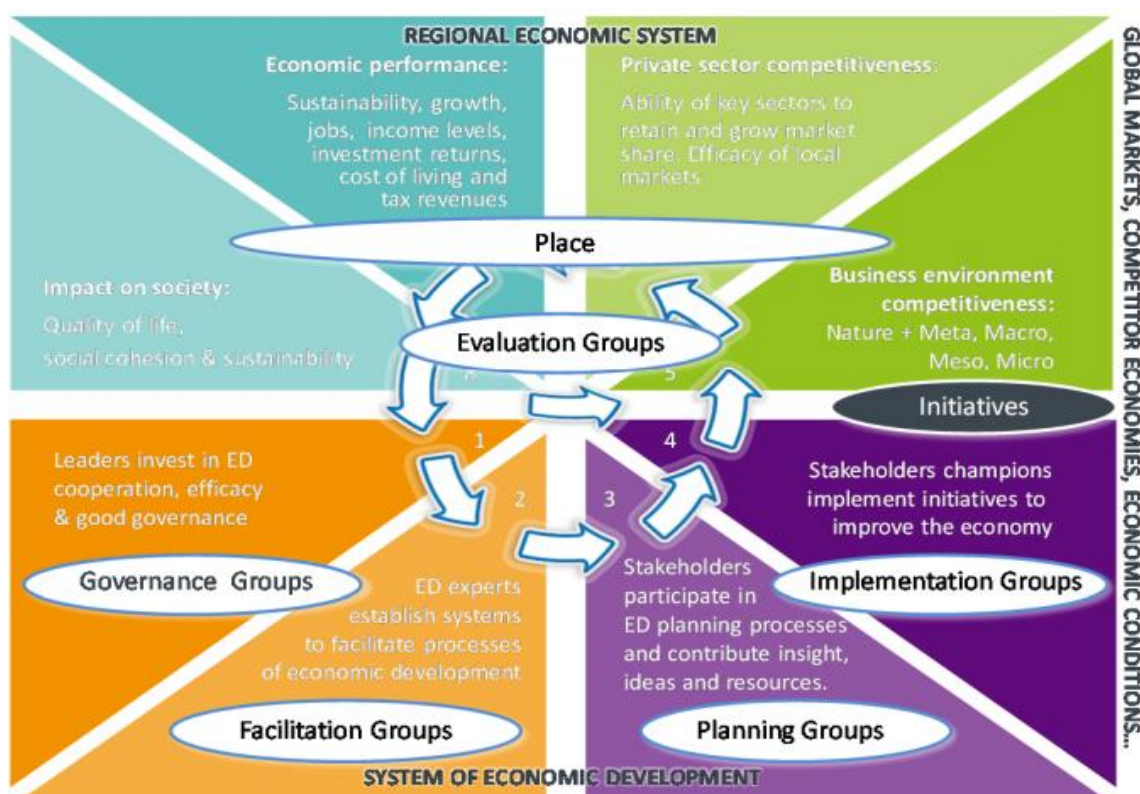 REGIONAL ECONOMIC SYSTEM
Economic performance:
Sustainability, growth,
jobs, income levels,
investment returns,
cost of living and
tax revenues
Private sector competitiveness:
Ability of key sectors to
retain and grow market
share. Efficacy of local
markets
Place
Impact on society:
Quality of life,
social cohesion & sustainability
Evaluation Groups
Business environment
competitiveness:
Nature + Meta, Macro,
Meso, Micro
5
Initiatives
1
2
3
4
Leaders invest in ED
cooperation, efficacy
& good governance
Governance Groups
ED experts
establish systems
to facilitate processes
of economic development
Facilitation Groups
Stakeholders
participate in
ED planning processes
and contribute insight,
ideas and resources.
Planning Groups
Stakeholders champions
implement initiatives to
improve the economy
Implementation Groups
SYSTEM OF ECONOMIC DEVELOPMENT
GLOBAL MARKETS, COMPETITOR ECONOMIES, ECONOMIC CONDITIONS...